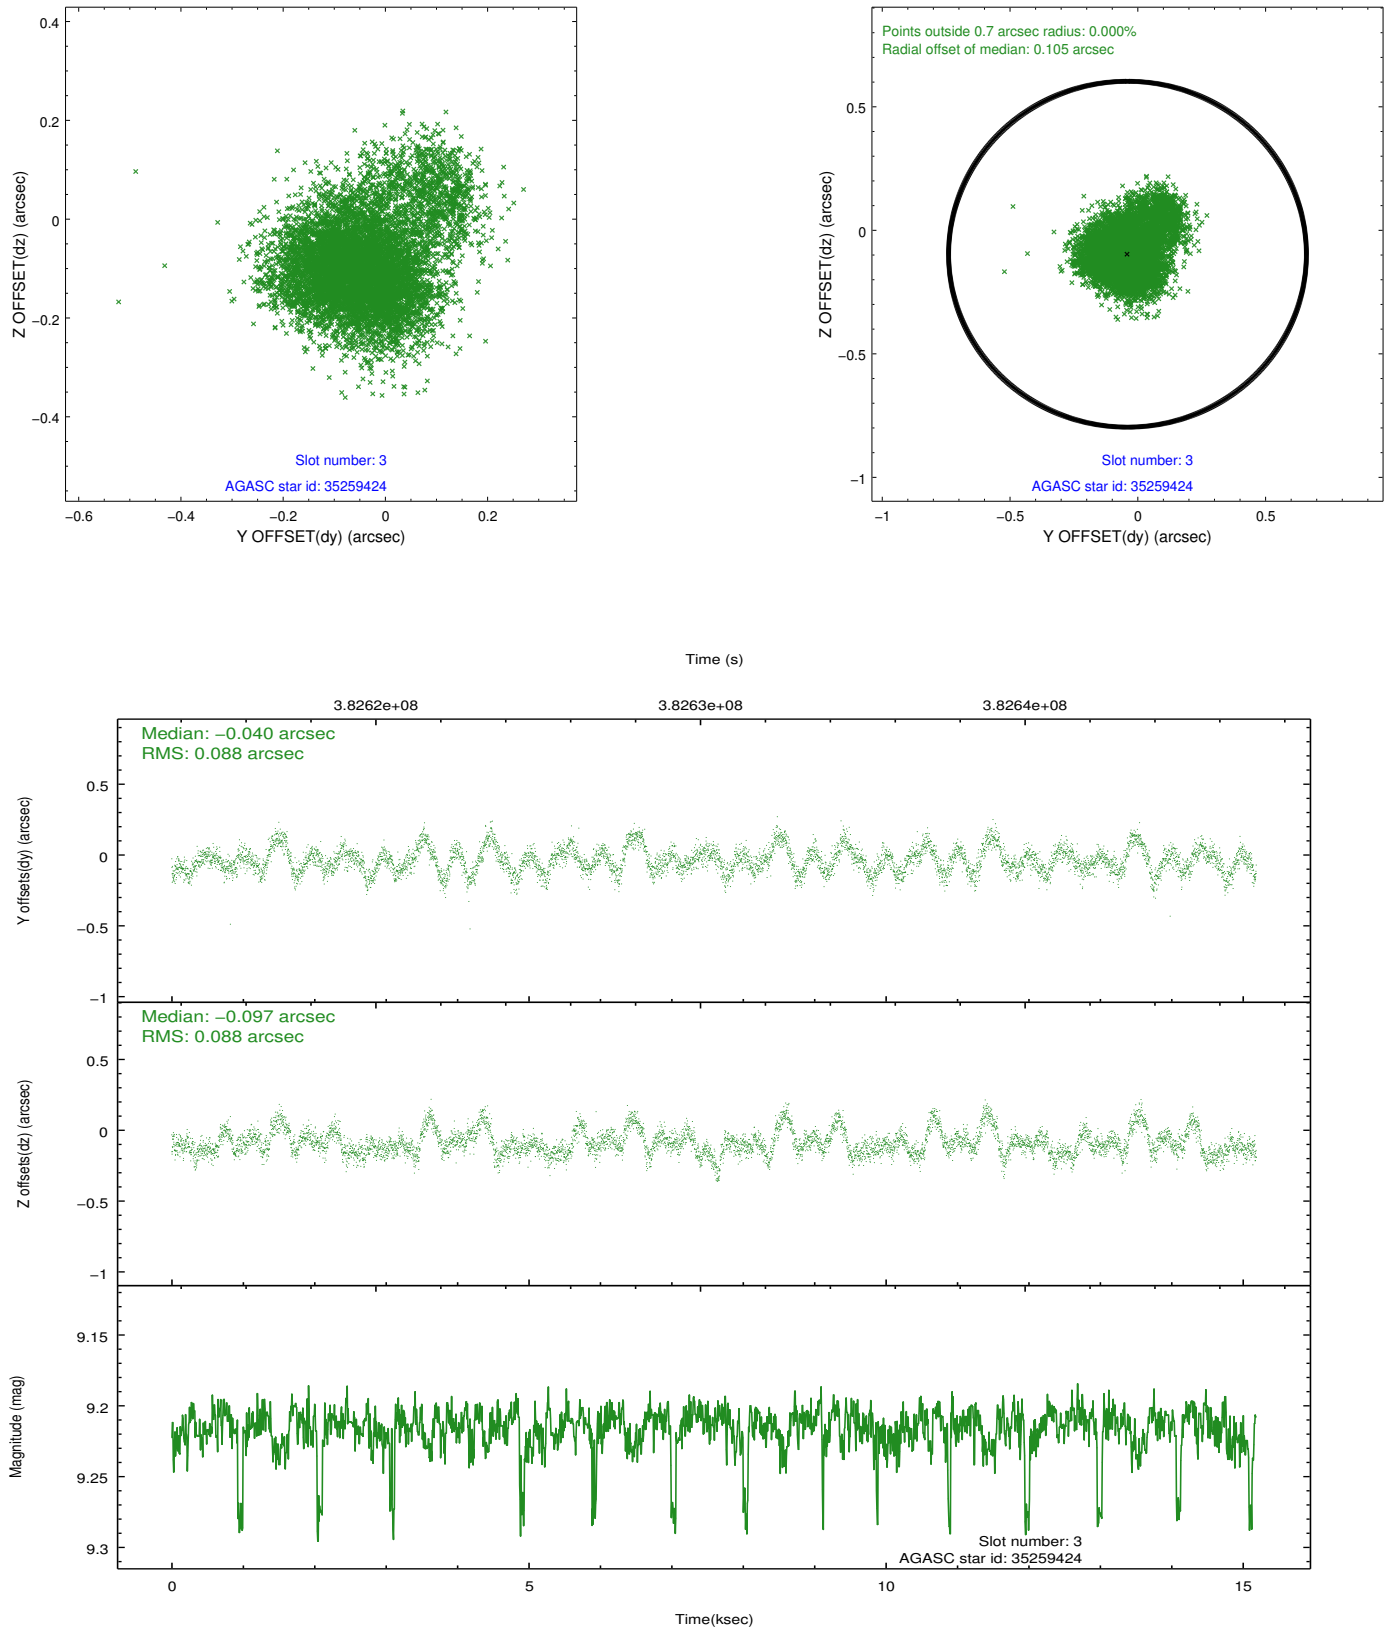 0.4
0.2
0
−0.2
−0.4
Z OFFSET(dz) (arcsec)
Slot number: 3
AGASC star id: 35259424
−0.6 −0.4 −0.2 0 0.2
Y OFFSET(dy) (arcsec)
Points outside 0.7 arcsec radius: 0.000%
Radial offset of median: 0.105 arcsec
0.5
0
−0.5
−1
Z OFFSET(dz) (arcsec)
Slot number: 3
AGASC star id: 35259424
−1 −0.5 0 0.5
Y OFFSET(dy) (arcsec)
Time (s)
3.8262e+08 3.8263e+08 3.8264e+08
Median: −0.040 arcsec
RMS: 0.088 arcsec
0.5
0
−0.5
−1
Y offsets(dy) (arcsec)
Median: −0.097 arcsec
RMS: 0.088 arcsec
0.5
0
−0.5
−1
Z offsets(dz) (arcsec)
9.15
9.2
9.25
9.3
Magnitude (mag)
Slot number: 3
AGASC star id: 35259424
0 5 10 15
Time(ksec)